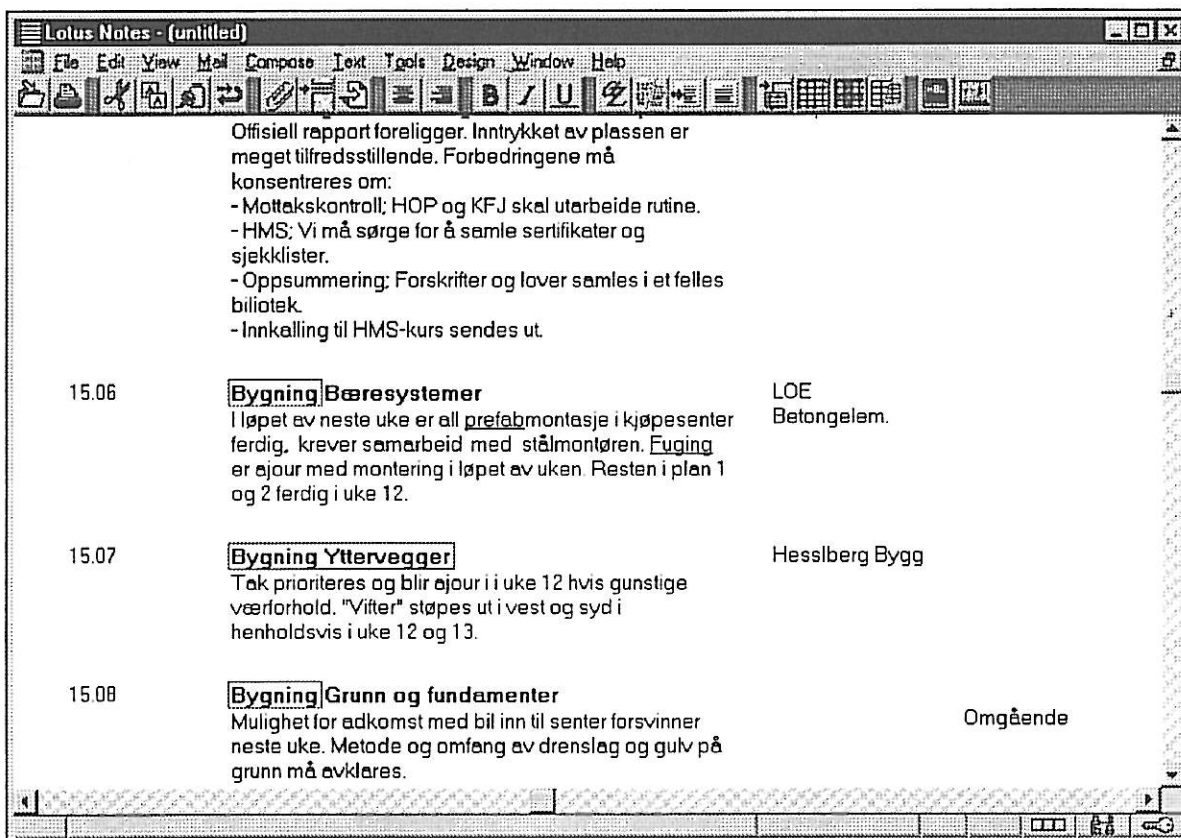 Lotus Notes - (untitled)
File Edit View Mail Compose Text Tools Design Window Help
B I U
Offisiell rapport foreligger. Inntrykket av plassen er
meget tilfredsstillende. Forbedringene må
konsentreres om:
- Mottakskontroll; HOP og KFJ skal utarbeide rutine.
- HMS; Vi må sørge for å samle sertifikater og
sjekklister.
- Oppsummering; Forskrifter og lover samles i et felles
biliotek.
- Innkalling til HMS-kurs sendes ut.
15.06 Bygning Bæresystemer LOE
I løpet av neste uke er all prefabmontasje i kjøpesenter Betongelem.
ferdig, krever samarbeid med stålmontøren. Fuging
er ajour med montering i løpet av uken. Resten i plan 1
og 2 ferdig i uke 12.
15.07 Bygning Yttervegger Hesslberg Bygg
Tak prioriteres og blir ajour i i uke 12 hvis gunstige
værforhold. "Vifter" støpes ut i vest og syd i
henholdsvis i uke 12 og 13.
15.08 Bygning Grunn og fundamenter
Mulighet for adkomst med bil inn til senter forsvinner Omgående
neste uke. Metode og omfang av drenslag og gulv på
grunn må avklares.